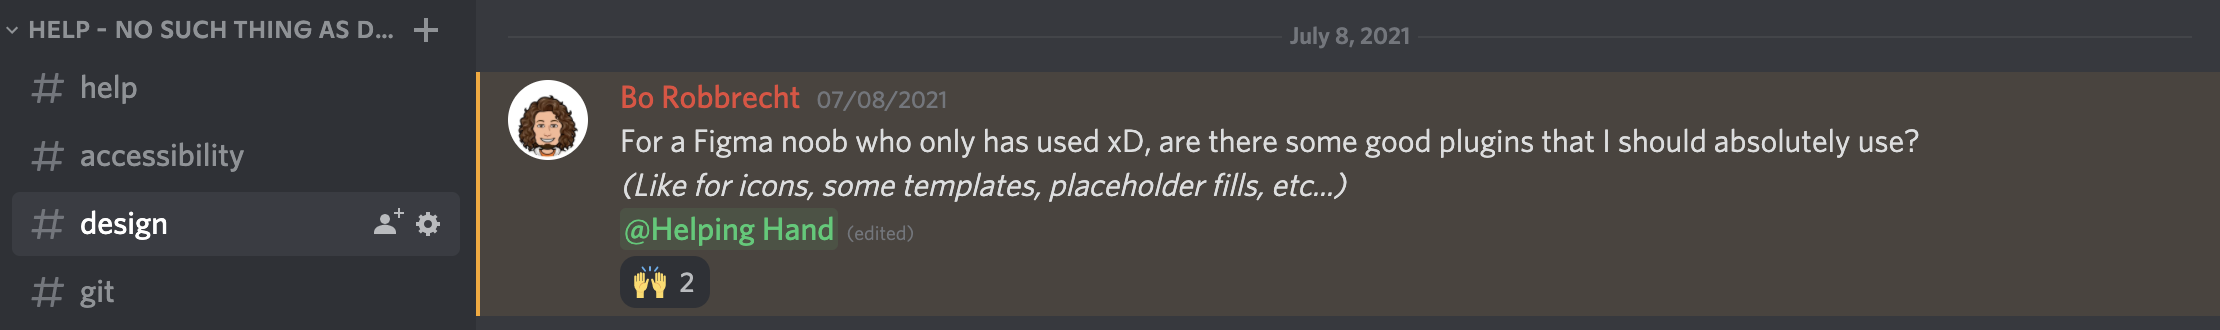 HELP - NO SUCH THING AS D...
help
accessibility
design
git
July 8, 2021
Bo Robbrecht 07/08/2021
For a Figma noob who only has used xD, are there some good plugins that I should absolutely use?
(Like for icons, some templates, placeholder fills, etc...)
@Helping Hand (edited)
2